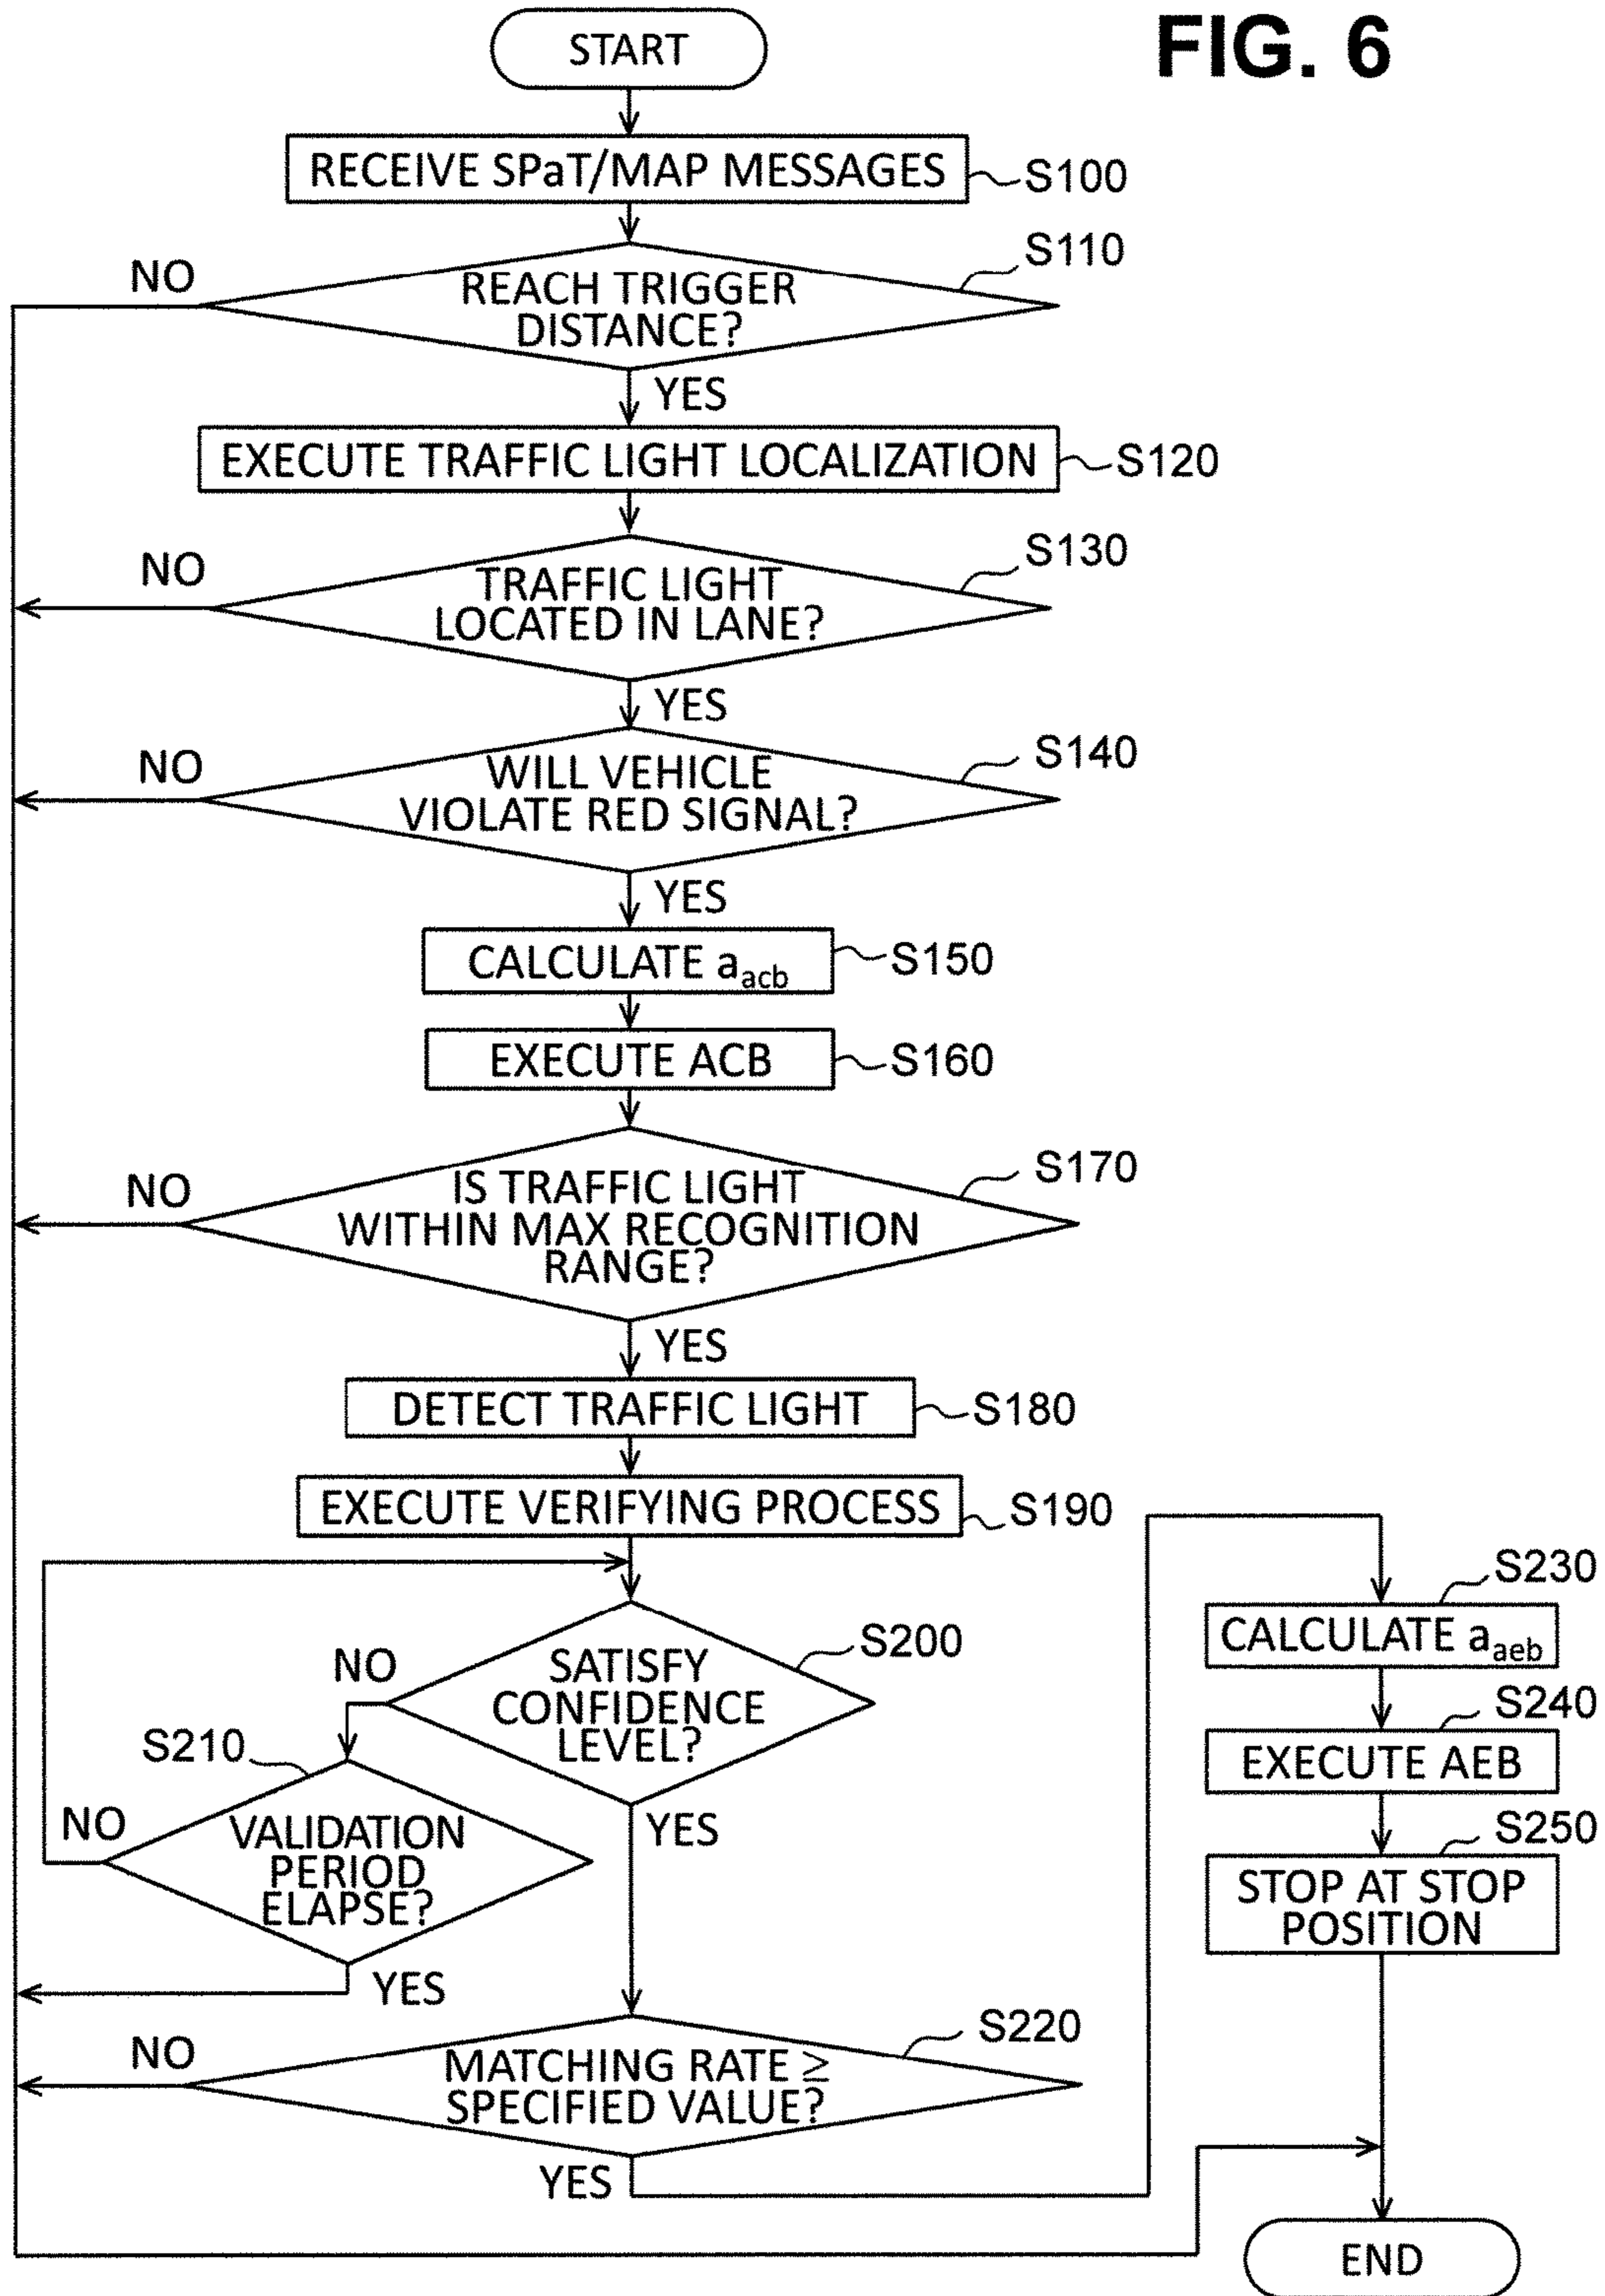 FIG. 6
START
RECEIVE SPaT/MAP MESSAGES
S100
S110
NO
REACH TRIGGER
DISTANCE?
YES
EXECUTE TRAFFIC LIGHT LOCALIZATION
S120
S130
NO
TRAFFIC LIGHT
LOCATED IN LANE?
YES
S140
NO
WILL VEHICLE
VIOLATE RED SIGNAL?
YES
CALCULATE a_acb
S150
EXECUTE ACB
S160
S170
NO
IS TRAFFIC LIGHT
WITHIN MAX RECOGNITION
RANGE?
YES
DETECT TRAFFIC LIGHT
S180
EXECUTE VERIFYING PROCESS
S190
S200
NO
SATISFY
CONFIDENCE
LEVEL?
YES
S210
NO
VALIDATION
PERIOD
ELAPSE?
YES
S220
NO
MATCHING RATE ≥
SPECIFIED VALUE?
YES
S230
CALCULATE a_aeb
S240
EXECUTE AEB
S250
STOP AT STOP
POSITION
END